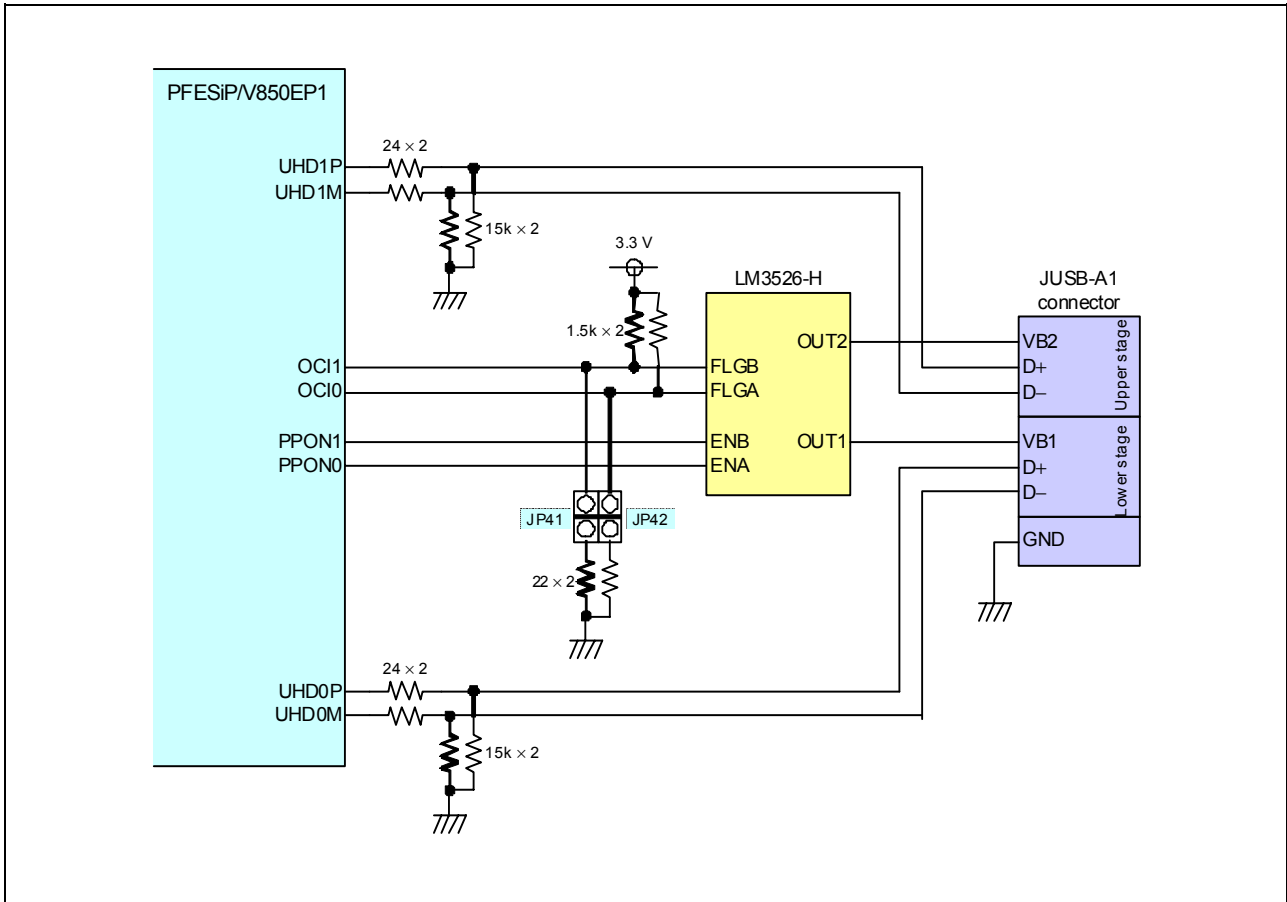 PFESiP/V850EP1
24 × 2
UHD1P
UHD1M
15k × 2
3.3 V
LM3526-H
JUSB-A1
connector
1.5k × 2
OUT2
VB2
D+
D−
Upper stage
OCI1
OCI0
FLGB
FLGA
PPON1
PPON0
ENB
ENA
OUT1
VB1
D+
D−
Lower stage
JP41
JP42
GND
22 × 2
24 × 2
UHD0P
UHD0M
15k × 2